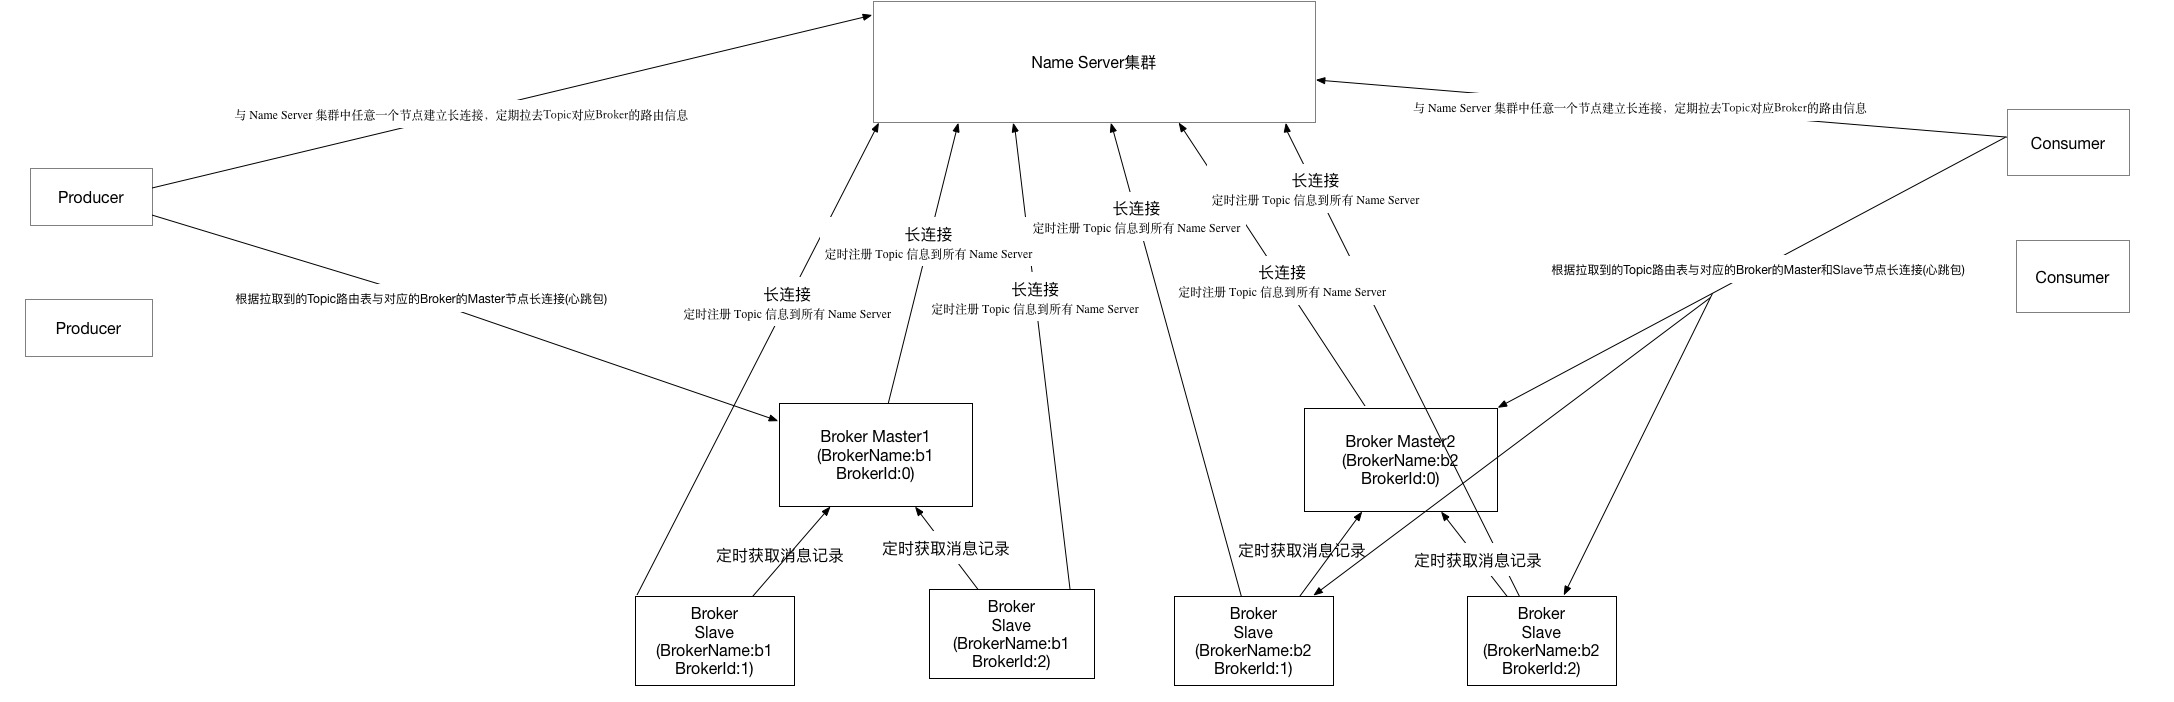 Name Server集群
与 Name Server 集群中任意一个节点建立长连接，定期拉去Topic对应Broker的路由信息
与 Name Server 集群中任意一个节点建立长连接，定期拉去Topic对应Broker的路由信息
Consumer
Producer
长连接
定时注册 Topic 信息到所有 Name Server
长连接
定时注册 Topic 信息到所有 Name Server
长连接
定时注册 Topic 信息到所有 Name Server
长连接
定时注册 Topic 信息到所有 Name Server
长连接
定时注册 Topic 信息到所有 Name Server
长连接
定时注册 Topic 信息到所有 Name Server
根据拉取到的Topic路由表与对应的Broker的Master和Slave节点长连接(心跳包)
Consumer
根据拉取到的Topic路由表与对应的Broker的Master节点长连接(心跳包)
Producer
Broker Master1
(BrokerName:b1
BrokerId:0)
Broker Master2
(BrokerName:b2
BrokerId:0)
定时获取消息记录
定时获取消息记录
定时获取消息记录
定时获取消息记录
Broker
Slave
(BrokerName:b1
BrokerId:1)
Broker
Slave
(BrokerName:b1
BrokerId:2)
Broker
Slave
(BrokerName:b2
BrokerId:1)
Broker
Slave
(BrokerName:b2
BrokerId:2)